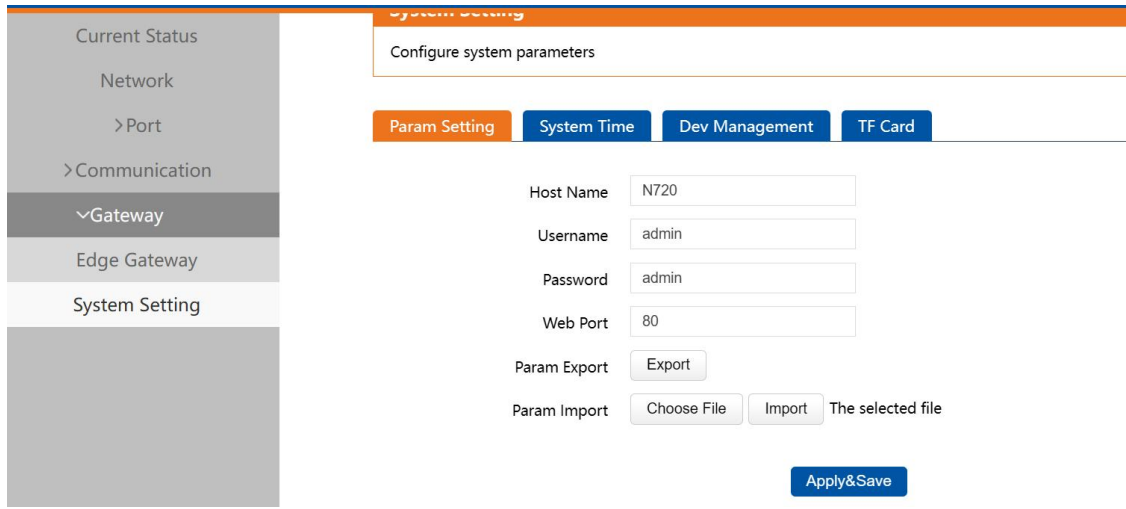 System Setting
Configure system parameters
Current Status
Network
>Port
>Communication
Gateway
Edge Gateway
System Setting
Param Setting System Time Dev Management TF Card
Host Name N720
Username admin
Password admin
Web Port 80
Param Export Export
Param Import Choose File Import The selected file
Apply&Save